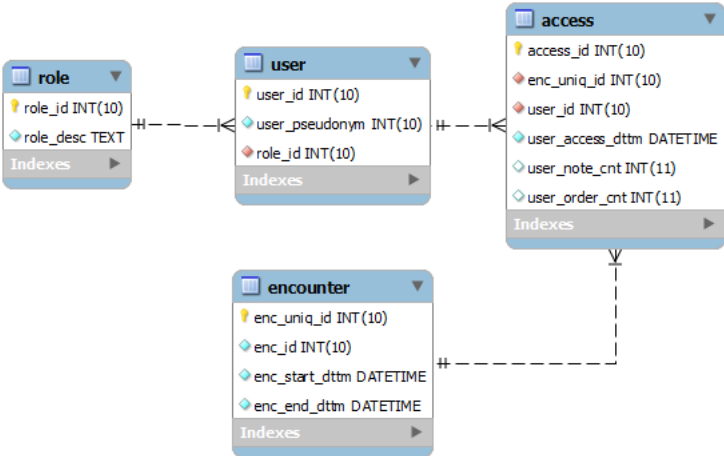 role
role_id INT(10)
role_desc TEXT
Indexes
user
user_id INT(10)
user_pseudonym INT(10)
role_id INT(10)
Indexes
access
access_id INT(10)
enc_uniq_id INT(10)
user_id INT(10)
user_access_dttm DATETIME
user_note_cnt INT(11)
user_order_cnt INT(11)
Indexes
encounter
enc_uniq_id INT(10)
enc_id INT(10)
enc_start_dttm DATETIME
enc_end_dttm DATETIME
Indexes